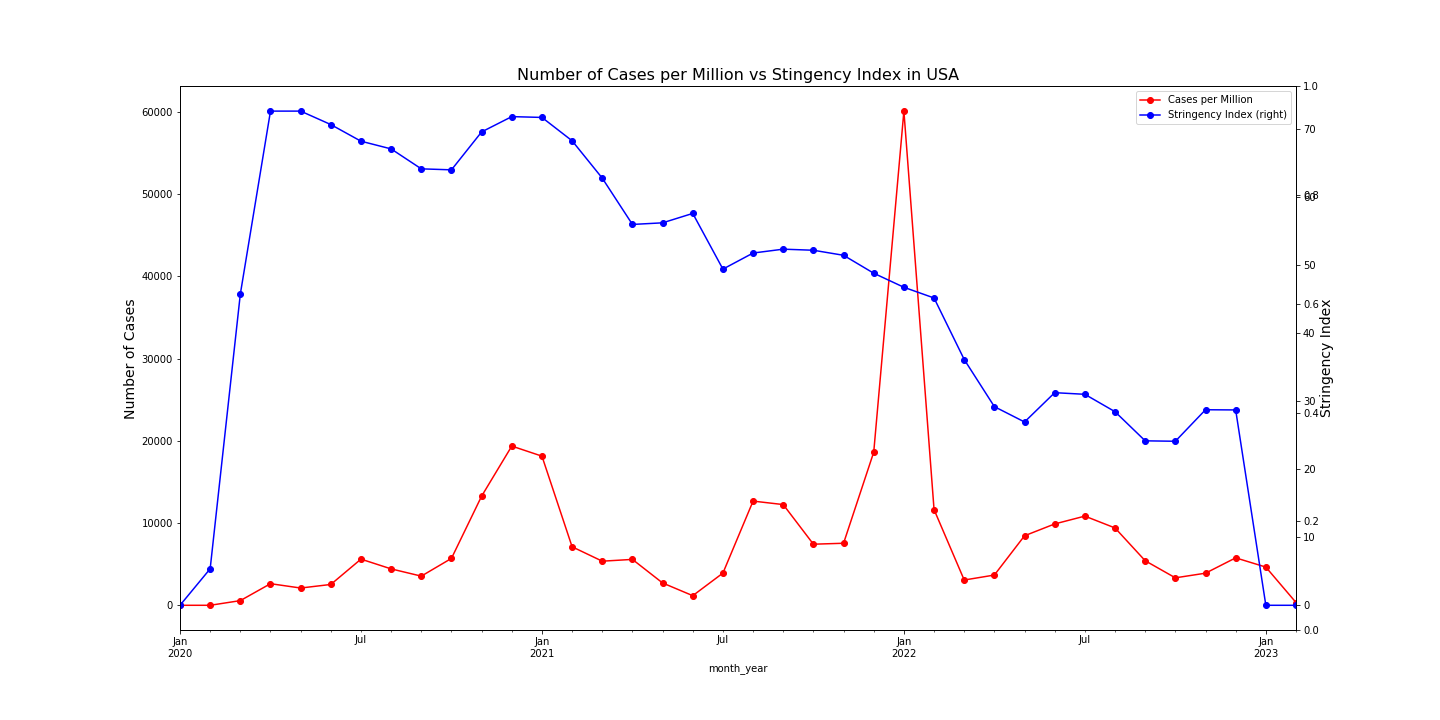 Number of Cases per Million vs Stingency Index in USA
Cases per Million
Stringency Index (right)
Number of Cases
60000
50000
40000
30000
20000
10000
0
1.0
70
0.8
60
50
0.6
40
30
0.4
20
0.2
10
0
0.0
Stringency Index
Jan
2020
Jul
Jan
2021
Jul
Jan
2022
Jul
Jan
2023
month_year